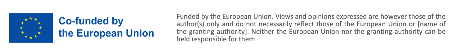 Co-funded by
the European Union
Funded by the European Union. Views and opinions expressed are however those of the
author(s) only and do not necessarily reflect those of the European Union or [name of
the granting authority]. Neither the European Union nor the granting authority can be
held responsible for them